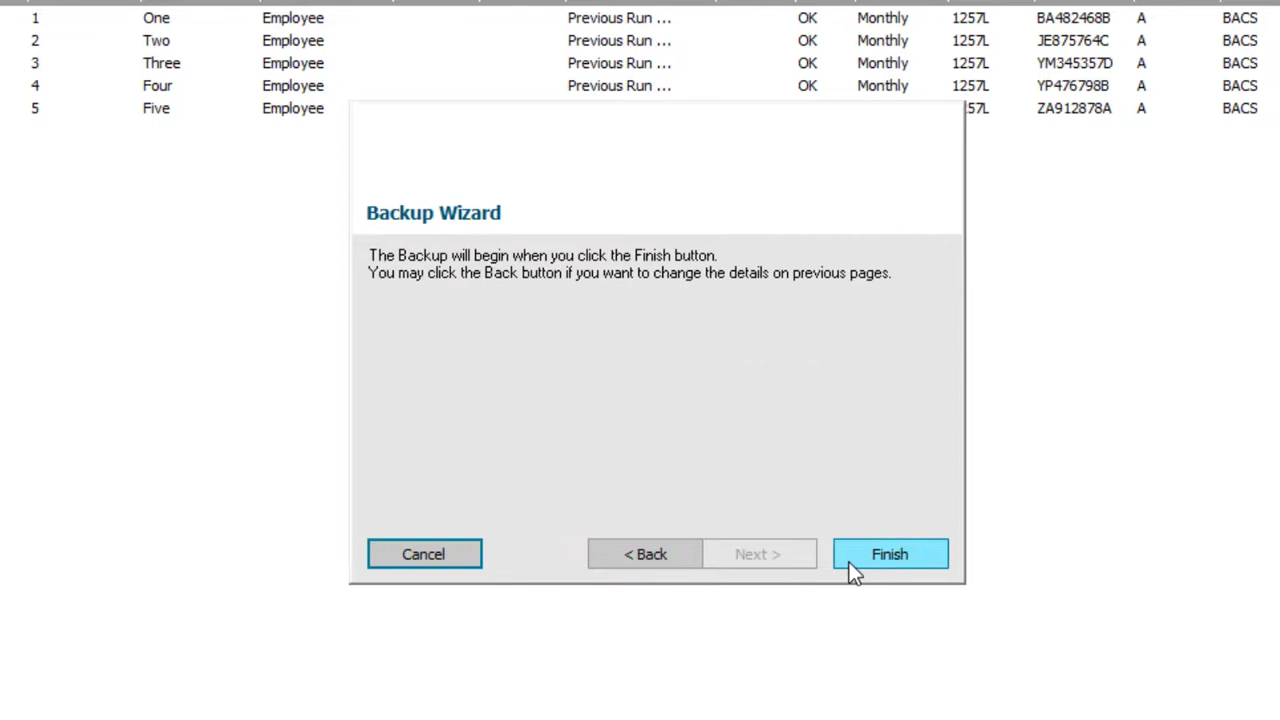 1 One Employee Previous Run ... OK Monthly 1257L BA482468B A BACS
2 Two Employee Previous Run ... OK Monthly 1257L JE875764C A BACS
3 Three Employee Previous Run ... OK Monthly 1257L YM345357D A BACS
4 Four Employee Previous Run ... OK Monthly 1257L YP476798B A BACS
5 Five Employee 57L ZA912878A A BACS
Backup Wizard
The Backup will begin when you click the Finish button.
You may click the Back button if you want to change the details on previous pages.
Cancel < Back Next > Finish